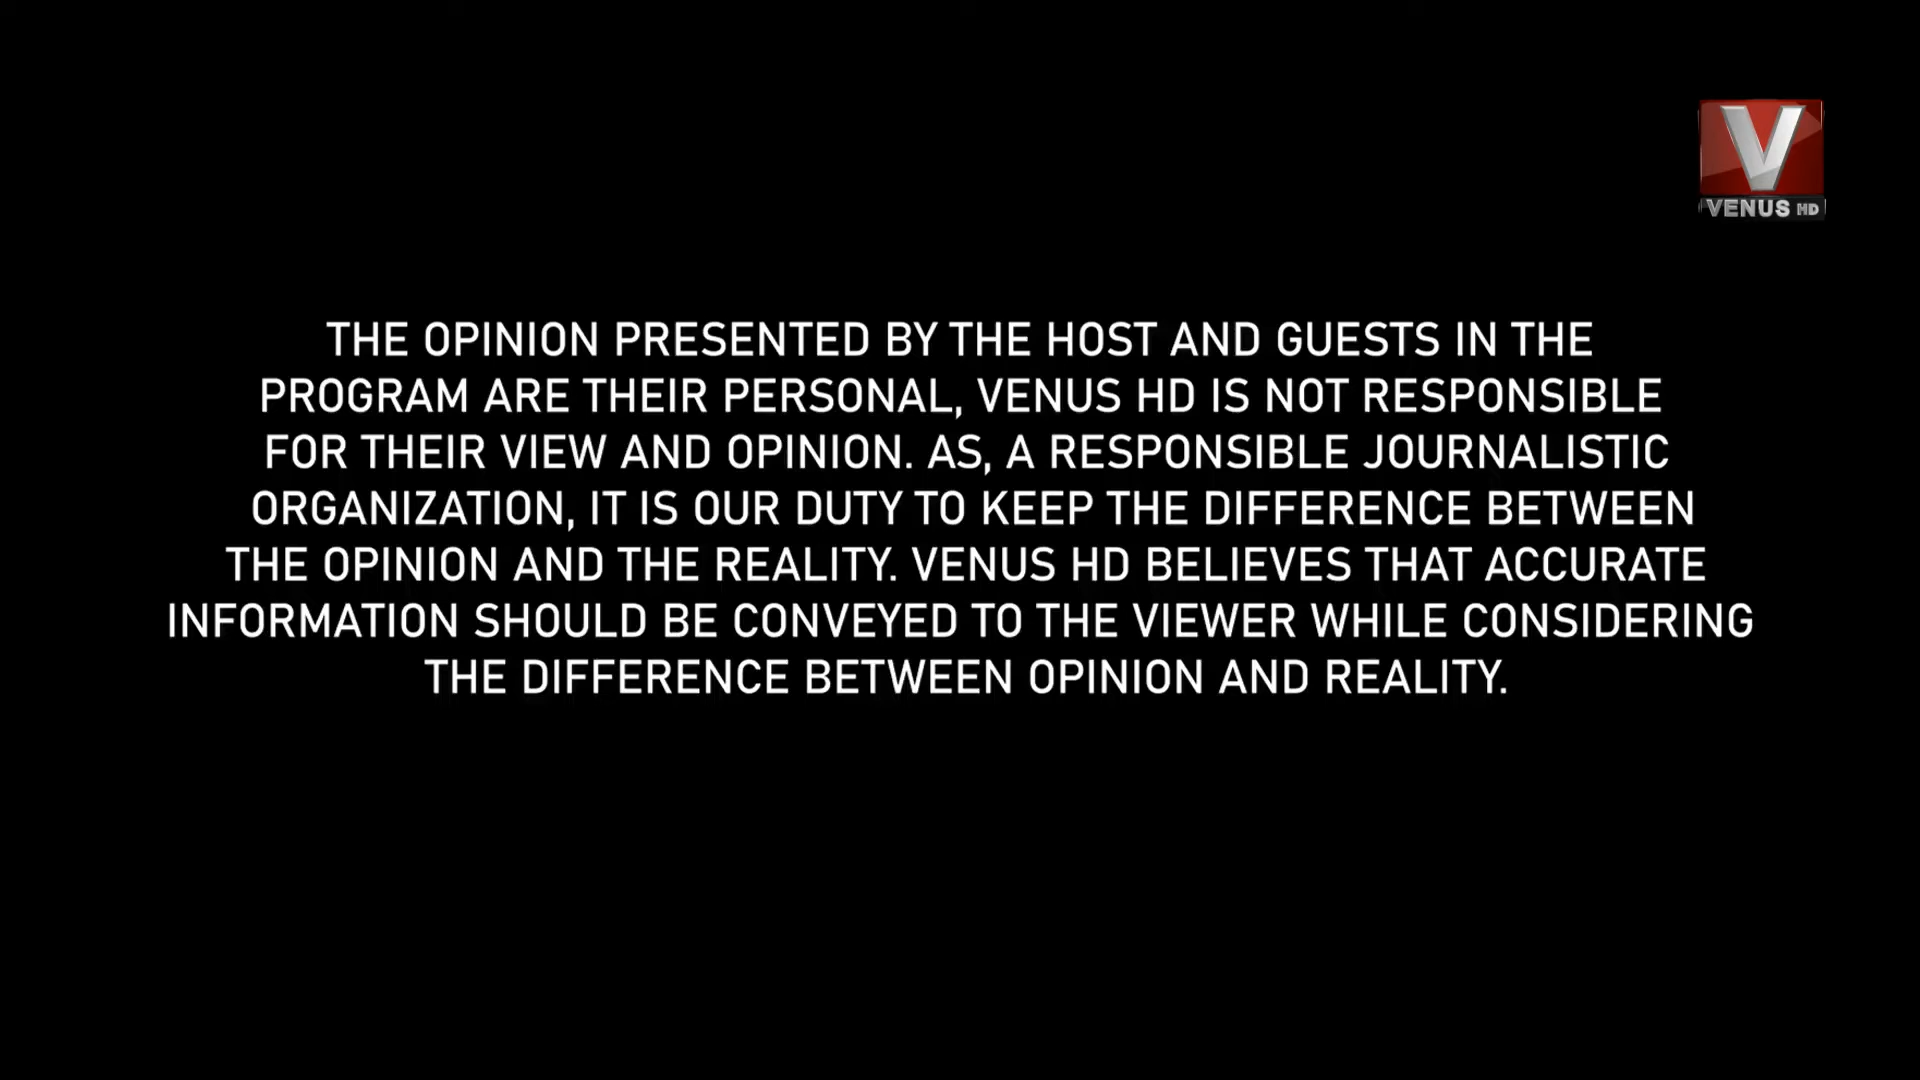 V
VENUS HD
THE OPINION PRESENTED BY THE HOST AND GUESTS IN THE
PROGRAM ARE THEIR PERSONAL, VENUS HD IS NOT RESPONSIBLE
FOR THEIR VIEW AND OPINION. AS, A RESPONSIBLE JOURNALISTIC
ORGANIZATION, IT IS OUR DUTY TO KEEP THE DIFFERENCE BETWEEN
THE OPINION AND THE REALITY. VENUS HD BELIEVES THAT ACCURATE
INFORMATION SHOULD BE CONVEYED TO THE VIEWER WHILE CONSIDERING
THE DIFFERENCE BETWEEN OPINION AND REALITY.